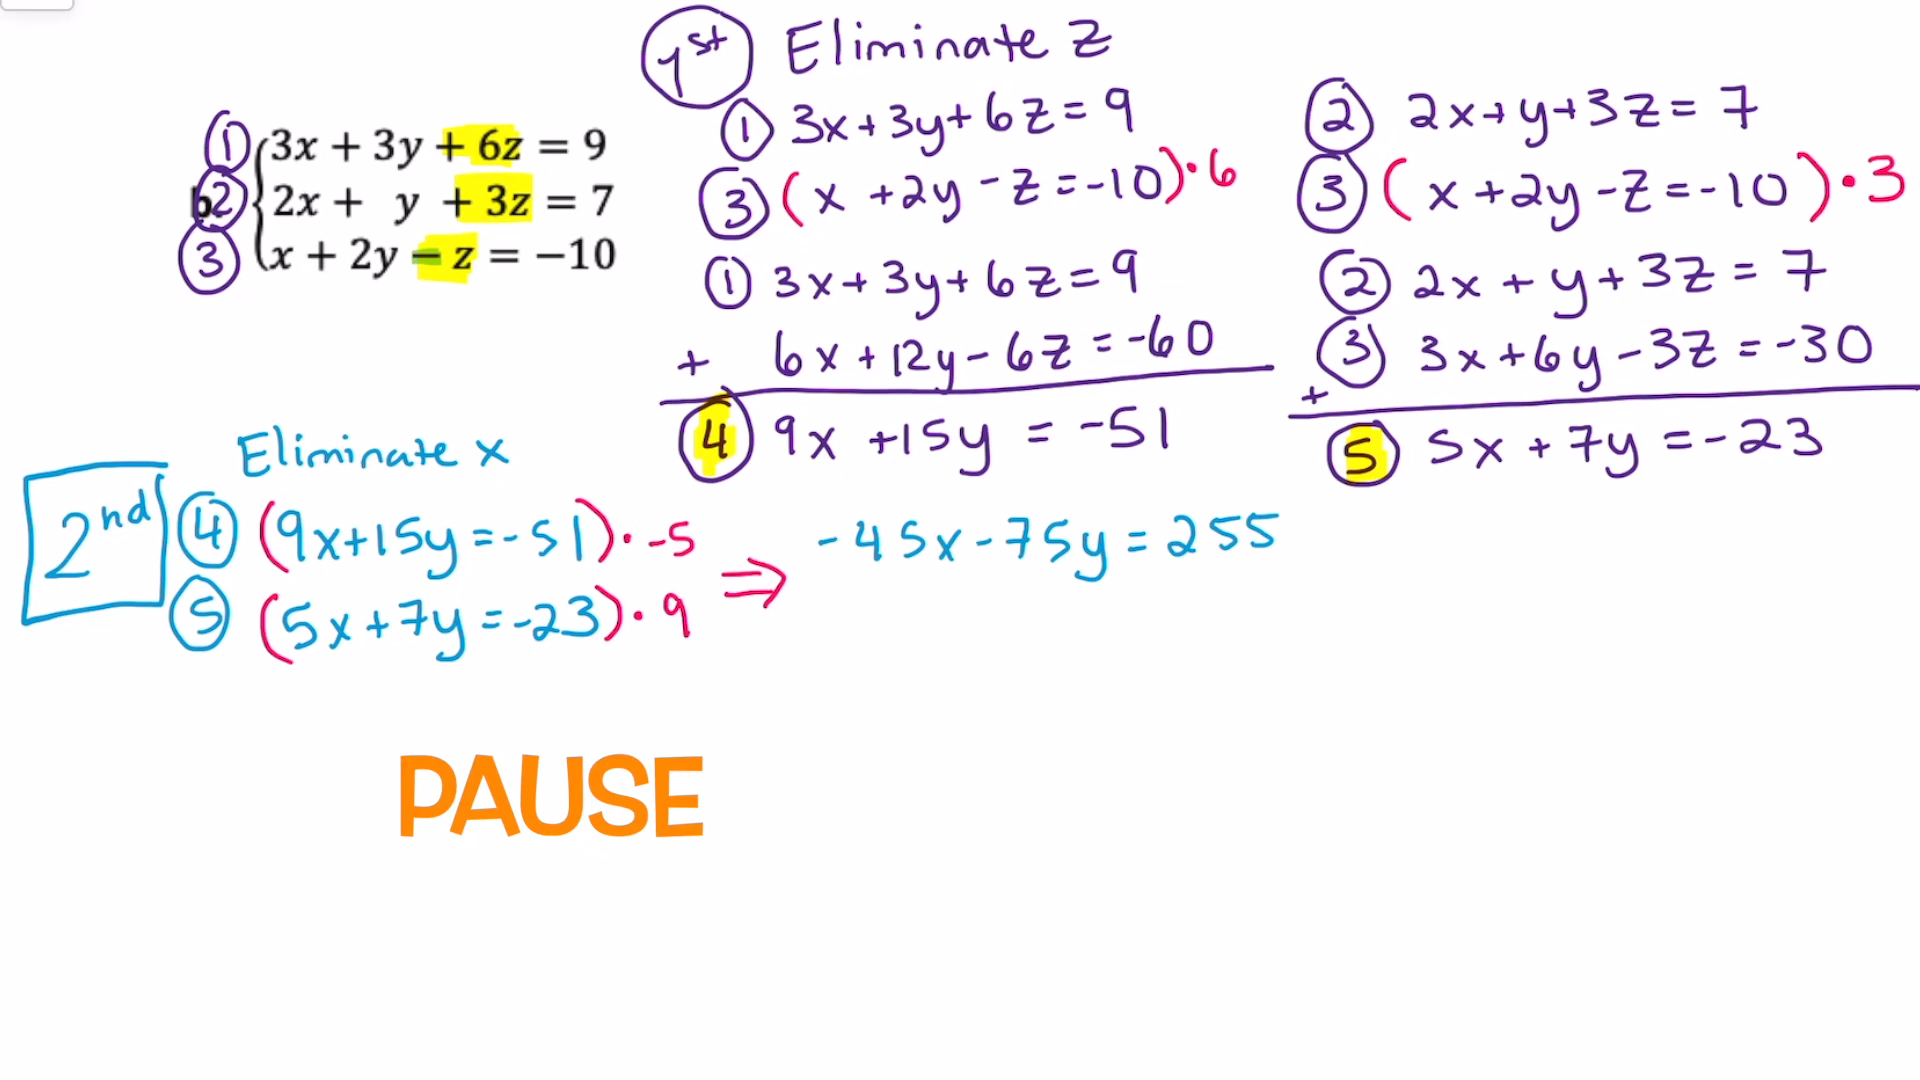 1st Eliminate z
① {3x + 3y + 6z = 9
b② 2x + y + 3z = 7
③ x + 2y − z = −10
① 3x+3y+6z=9
③ (x+2y-z=-10)·6
① 3x+3y+6z=9
+ 6x+12y-6z=-60
④ 9x+15y=-51
② 2x+y+3z=7
③ (x+2y-z=-10)·3
② 2x+y+3z=7
③ 3x+6y-3z=-30
+
⑤ 5x+7y=-23
2nd Eliminate x
④ (9x+15y=-51)·-5
⑤ (5x+7y=-23)·9
⇒ -45x-75y=255
PAUSE